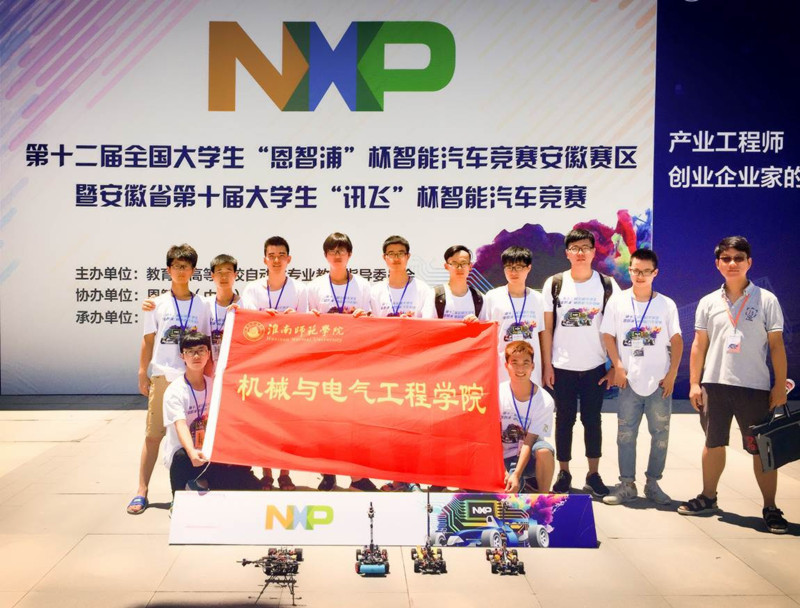 NXP
第十二届全国大学生“恩智浦”杯智能汽车竞赛安徽赛区
暨安徽省第十届大学生“讯飞”杯智能汽车竞赛
产业工程师
创业企业家的
主办单位：教育
协办单位：恩智
承办单位：
淮南师范学院
机械与电气工程学院
NXP
NXP